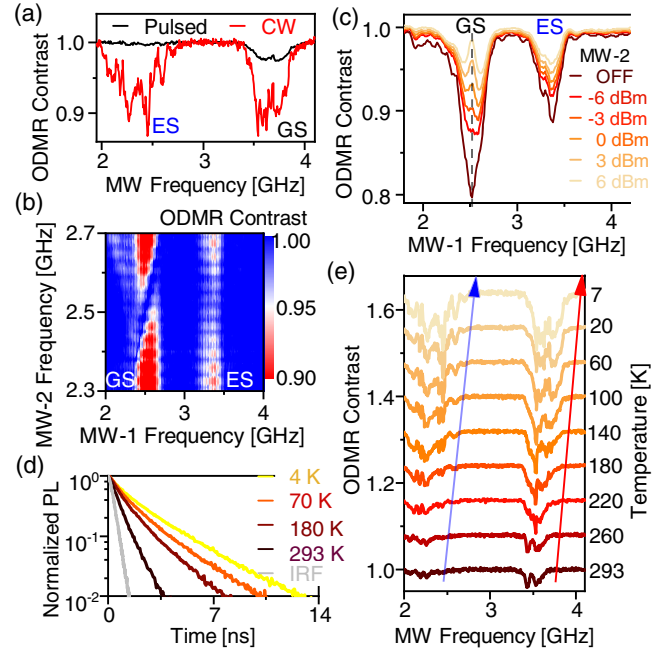 (a)
Pulsed CW
ODMR Contrast
1.0
0.9
ES
GS
2 3 4
MW Frequency [GHz]
(b)
MW-2 Frequency [GHz]
2.7
2.5
2.3
ODMR Contrast
1.00
0.95
0.90
GS ES
2 3 4
MW-1 Frequency [GHz]
(c)
GS ES
ODMR Contrast
1.0
0.9
0.8
MW-2
OFF
-6 dBm
-3 dBm
0 dBm
3 dBm
6 dBm
2 3 4
MW-1 Frequency [GHz]
(d)
Normalized PL
10⁰
10⁻¹
10⁻²
4 K
70 K
180 K
293 K
IRF
0 7 14
Time [ns]
(e)
ODMR Contrast
1.6
1.4
1.2
1.0
7
20
60
100
140
180
220
260
293
Temperature [K]
2 3 4
MW Frequency [GHz]